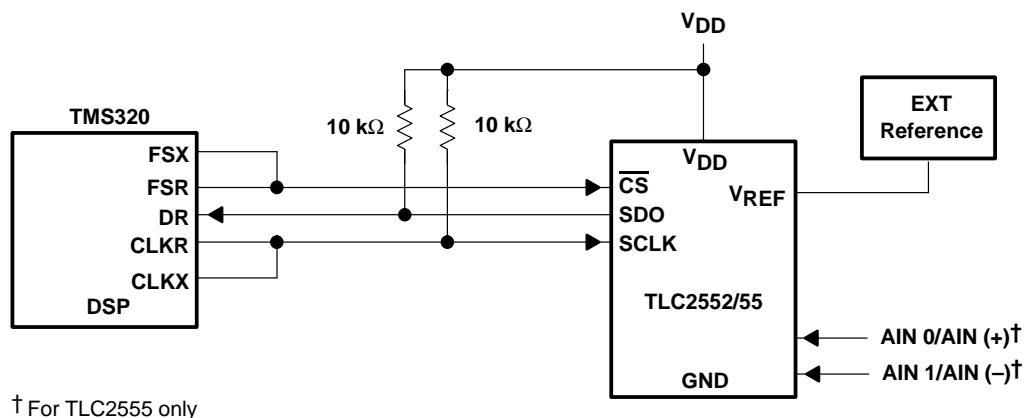 VDD
TMS320
10 kΩ
10 kΩ
EXT
Reference
FSX
FSR
DR
CLKR
CLKX
DSP
VDD
CS
VREF
SDO
SCLK
TLC2552/55
AIN 0/AIN (+)†
AIN 1/AIN (–)†
GND
† For TLC2555 only